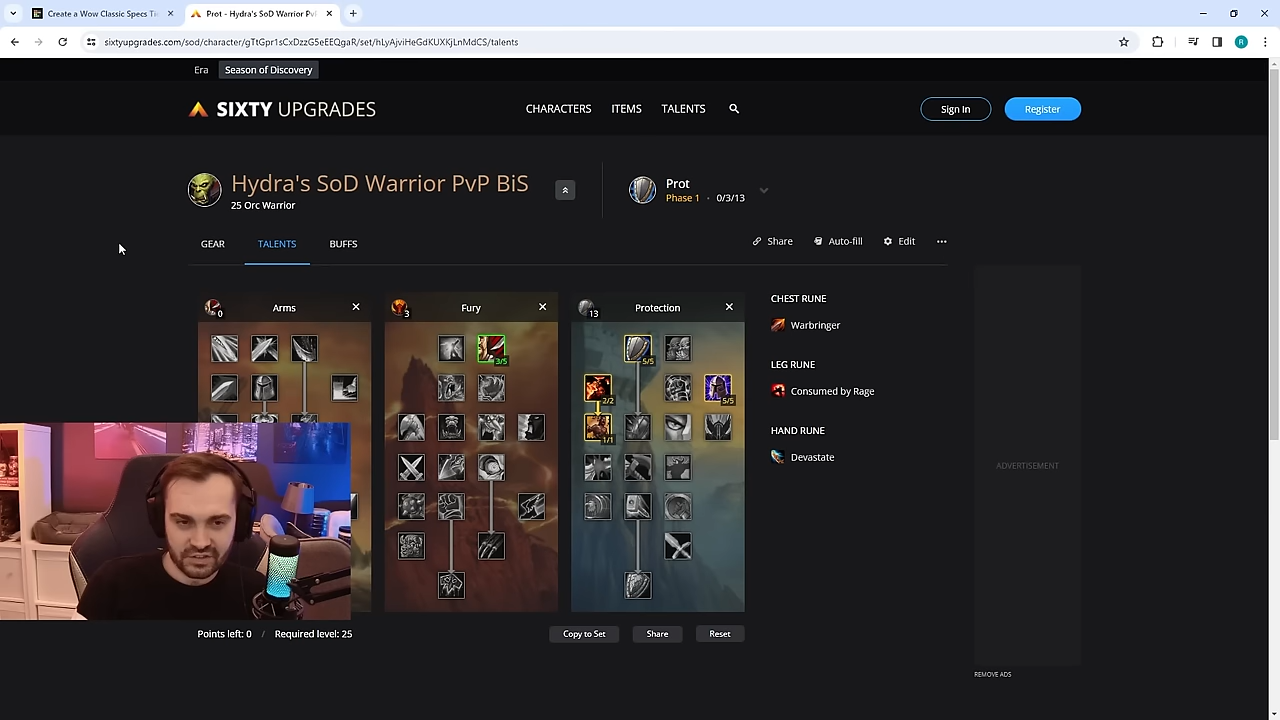 Create a Wow Classic Specs Ti
Prot - Hydra's SoD Warrior PvP
sixtyupgrades.com/sod/character/gTtGpr1sCxDzzG5eEEQgaR/set/hLyAjviHeGdKUXKjLnMdCS/talents
R
Era
Season of Discovery
SIXTY UPGRADES
CHARACTERS
ITEMS
TALENTS
Sign In
Register
Hydra's SoD Warrior PvP BiS
25 Orc Warrior
Prot
Phase 1 · 0/3/13
GEAR
TALENTS
BUFFS
Share
Auto-fill
Edit
0
Arms
3
Fury
13
Protection
3/5
5/5
2/2
5/5
1/1
CHEST RUNE
Warbringer
LEG RUNE
Consumed by Rage
HAND RUNE
Devastate
ADVERTISEMENT
REMOVE ADS
Points left: 0 / Required level: 25
Copy to Set
Share
Reset